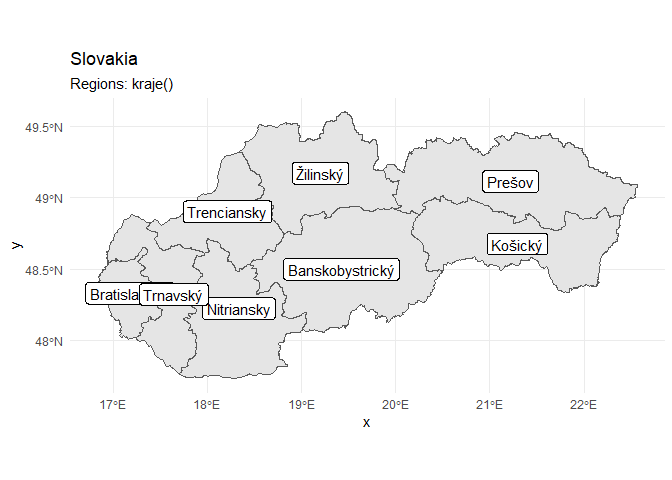 Slovakia
Regions: kraje()
49.5°N
49°N
48.5°N
48°N
y
Žilinský
Prešov
Trenciansky
Košický
Banskobystrický
Bratisla
Trnavský
Nitriansky
17°E
18°E
19°E
20°E
21°E
22°E
x